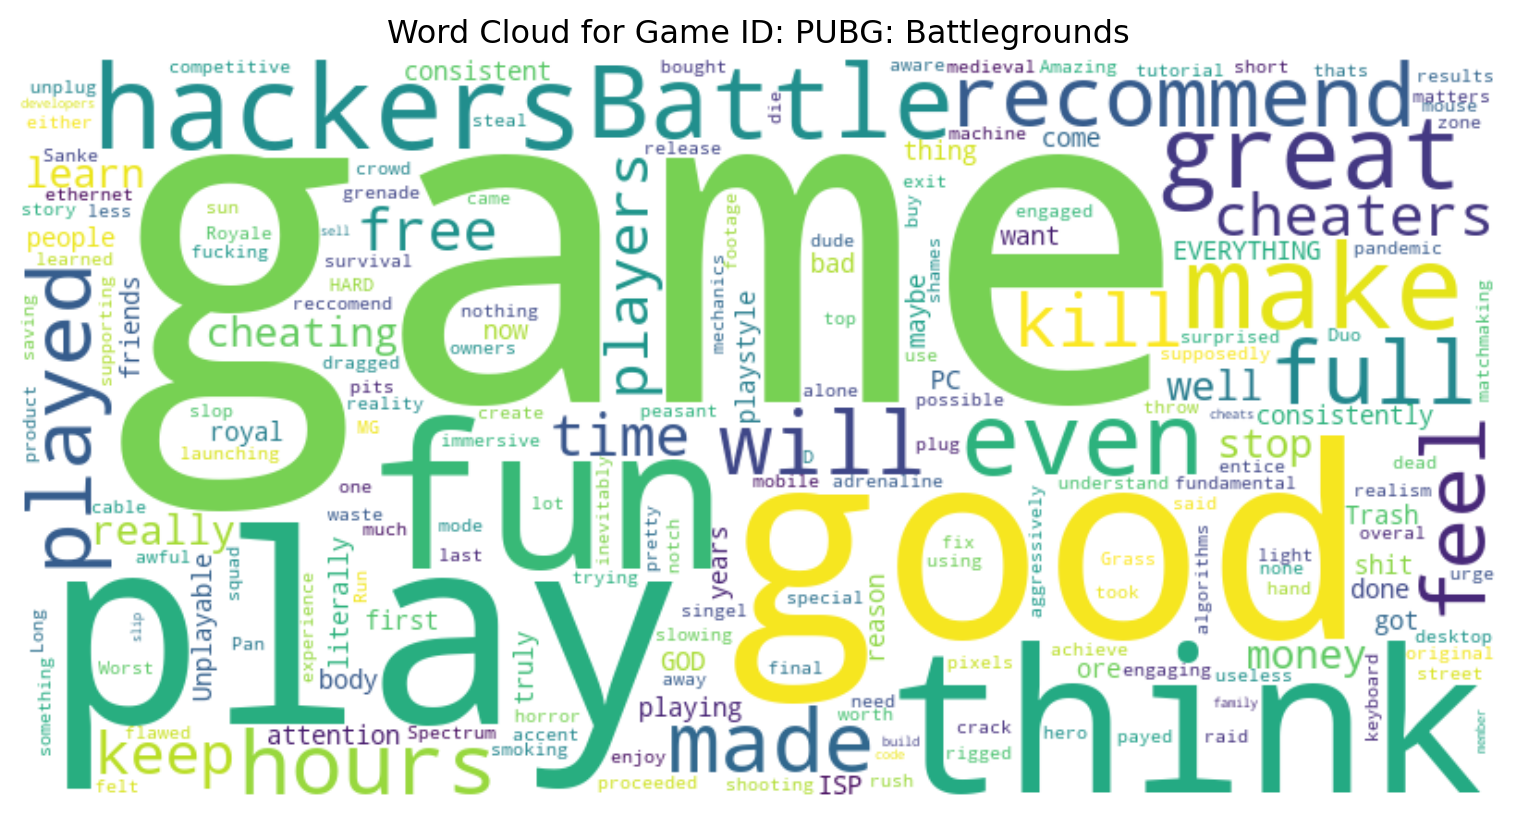 Word Cloud for Game ID: PUBG: Battlegrounds
unplug
competitive
consistent
bought
aware
medieval
Amazing
tutorial
short
thats
results
developers
either
hackers
steal
Battle
die
recommend
matters
mouse
zone
Sanke
learn
ethernet
story
less
people
learned
crowd
grenade
came
release
machine
come
thing
great
cheaters
game
sun
Royale
fucking
sell
free
survival
players
footage
dude
bad
exit
buy
engaged
want
EVERYTHING
pandemic
make
played
saving
supporting
friends
HARD
reccomend
cheating
nothing
now
owners
mechanics
playstyle
top
maybe
shames
use
kill
surprised
supposedly
Duo
matchmaking
full
product
dragged
pits
reality
MG
slop
royal
launching
create
immersive
fun
peasant
time
alone
will
D
PC
possible
plug
well
throw
cheats
consistently
even
stop
feel
cable
really
awful
one
waste
much
mode
last
lot
inevitably
pretty
notch
mobile
adrenaline
understand
entice
fundamental
said
dead
realism
Trash
overal
Long
slip
Unplayable
squad
Pan
experience
Run
literally
first
trying
years
good
fix
using
aggressively
Grass
took
algorithms
light
none
hand
shit
done
urge
play
Worst
body
truly
singel
slowing
GOD
away
special
final
reason
think
pixels
achieve
ore
engaging
useless
money
got
desktop
original
street
something
flawed
keep
felt
attention
hours
Spectrum
smoking
horror
accent
playing
enjoy
proceeded
made
shooting
need
worth
build
code
ISP
rush
crack
rigged
hero
payed
raid
family
keyboard
member